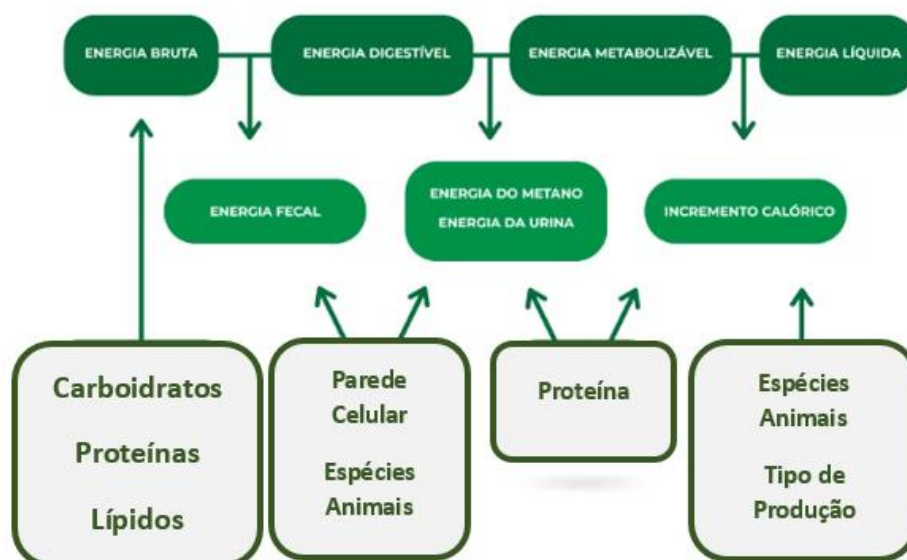 ENERGIA BRUTA
ENERGIA DIGESTÍVEL
ENERGIA METABOLIZÁVEL
ENERGIA LÍQUIDA
ENERGIA FECAL
ENERGIA DO METANO
ENERGIA DA URINA
INCREMENTO CALÓRICO
Carboidratos
Proteínas
Lípidos
Parede
Celular
Espécies
Animais
Proteína
Espécies
Animais
Tipo de
Produção